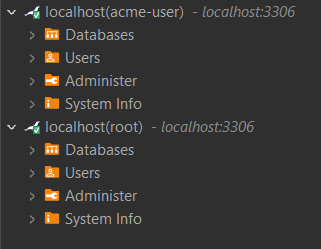 localhost(acme-user) - localhost:3306
Databases
Users
Administer
System Info
localhost(root) - localhost:3306
Databases
Users
Administer
System Info